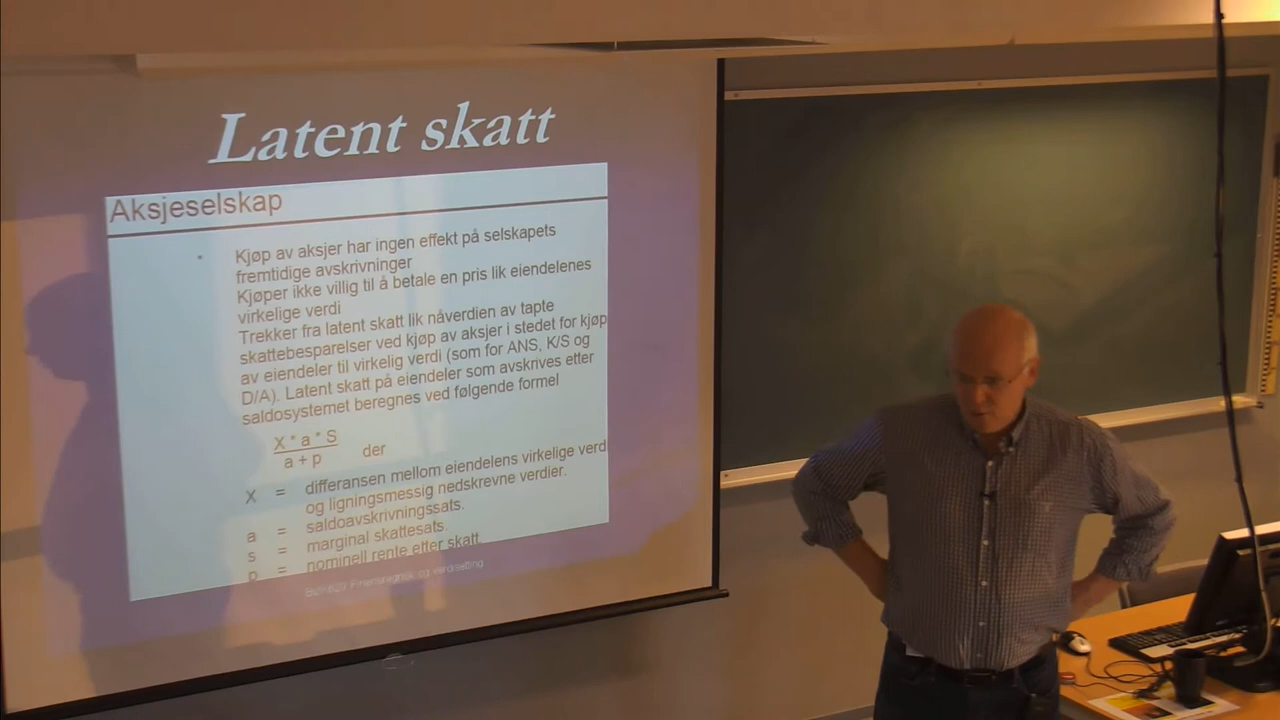 Latent skatt
Aksjeselskap
• Kjøp av aksjer har ingen effekt på selskapets
fremtidige avskrivninger
Kjøper ikke villig til å betale en pris lik eiendelenes
virkelige verdi
Trekker fra latent skatt lik nåverdien av tapte
skattebesparelser ved kjøp av aksjer i stedet for kjøp
av eiendeler til virkelig verdi (som for ANS, K/S og
D/A). Latent skatt på eiendeler som avskrives etter
saldosystemet beregnes ved følgende formel
X * a * S
a + p
der
X = differansen mellom eiendelens virkelige verd
og ligningsmessig nedskrevne verdier.
a = saldoavskrivningssats.
s = marginal skattesats.
p = nominell rente etter skatt
og verdsetting